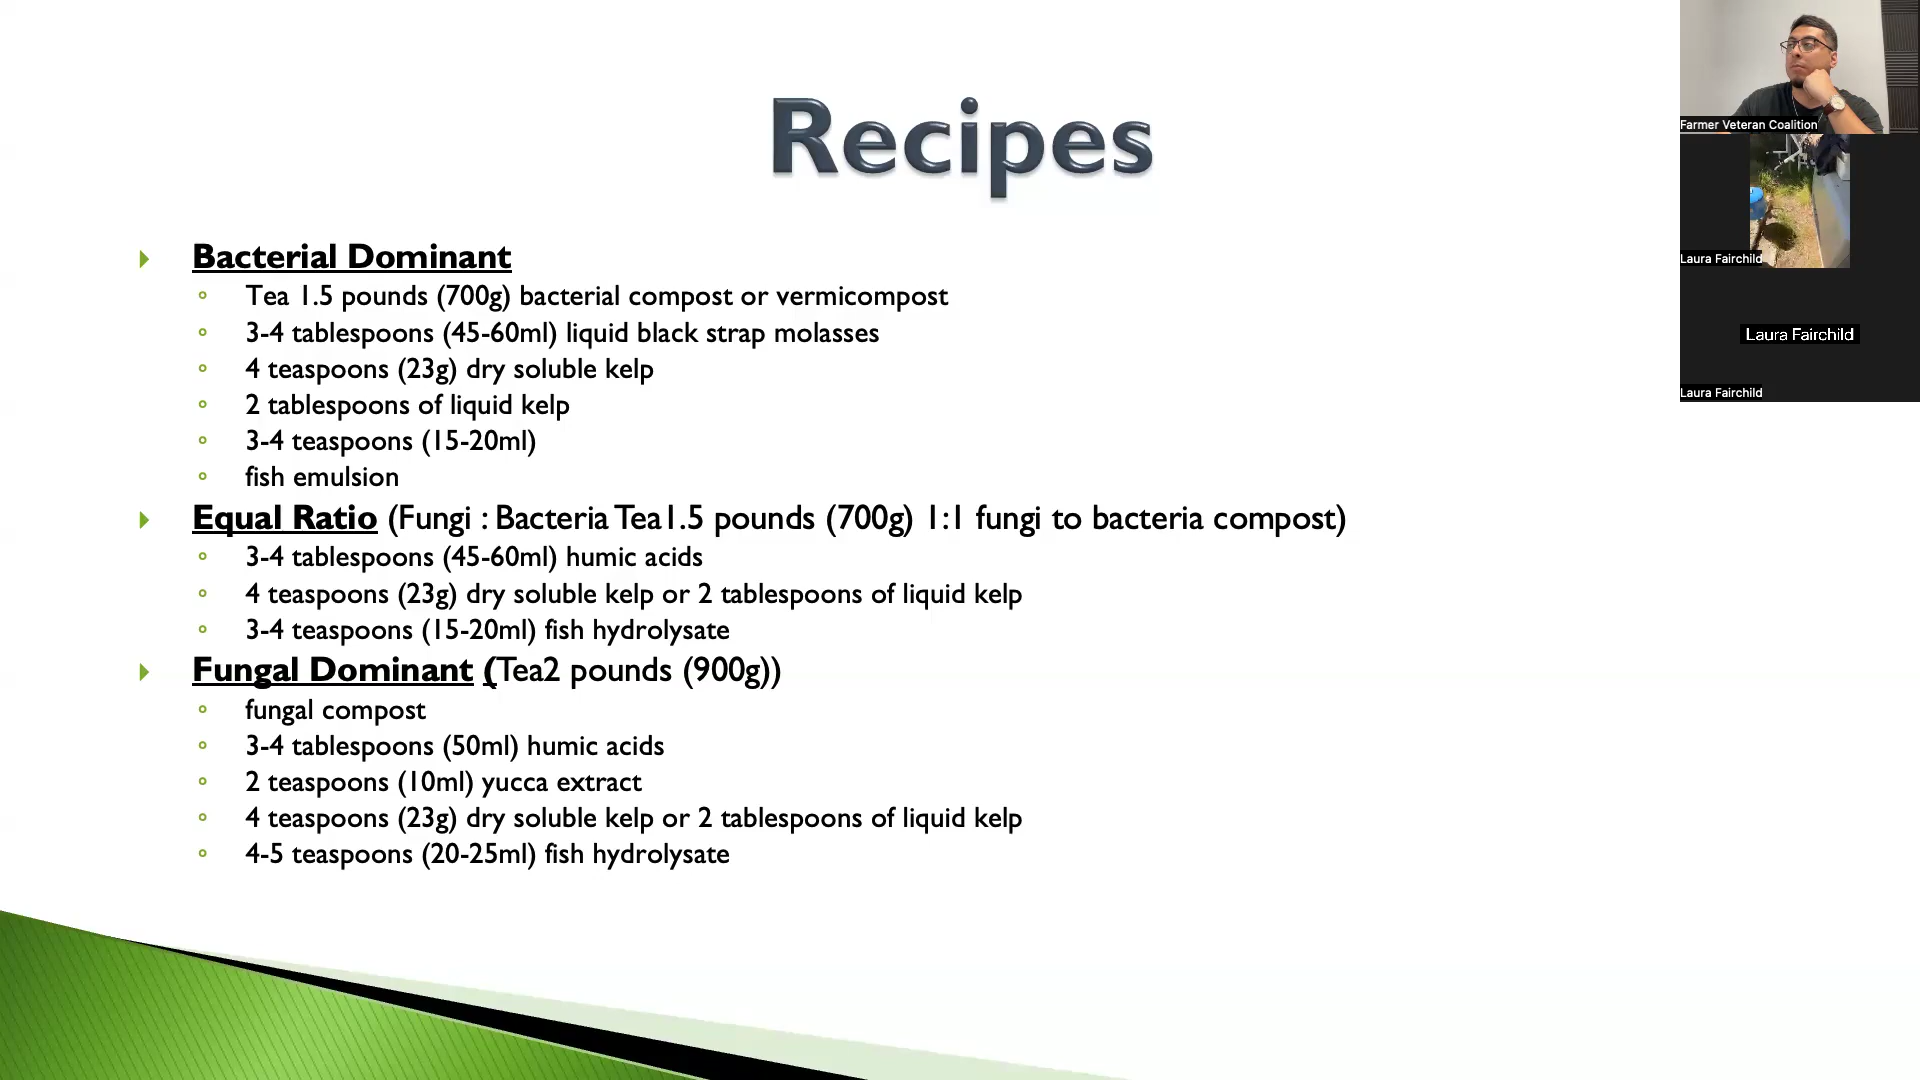 Recipes
Bacterial Dominant
Tea 1.5 pounds (700g) bacterial compost or vermicompost
3-4 tablespoons (45-60ml) liquid black strap molasses
4 teaspoons (23g) dry soluble kelp
2 tablespoons of liquid kelp
3-4 teaspoons (15-20ml)
fish emulsion
Equal Ratio (Fungi : Bacteria Tea1.5 pounds (700g) 1:1 fungi to bacteria compost)
3-4 tablespoons (45-60ml) humic acids
4 teaspoons (23g) dry soluble kelp or 2 tablespoons of liquid kelp
3-4 teaspoons (15-20ml) fish hydrolysate
Fungal Dominant (Tea2 pounds (900g))
fungal compost
3-4 tablespoons (50ml) humic acids
2 teaspoons (10ml) yucca extract
4 teaspoons (23g) dry soluble kelp or 2 tablespoons of liquid kelp
4-5 teaspoons (20-25ml) fish hydrolysate
Farmer Veteran Coalition
Laura Fairchild
Laura Fairchild
Laura Fairchild